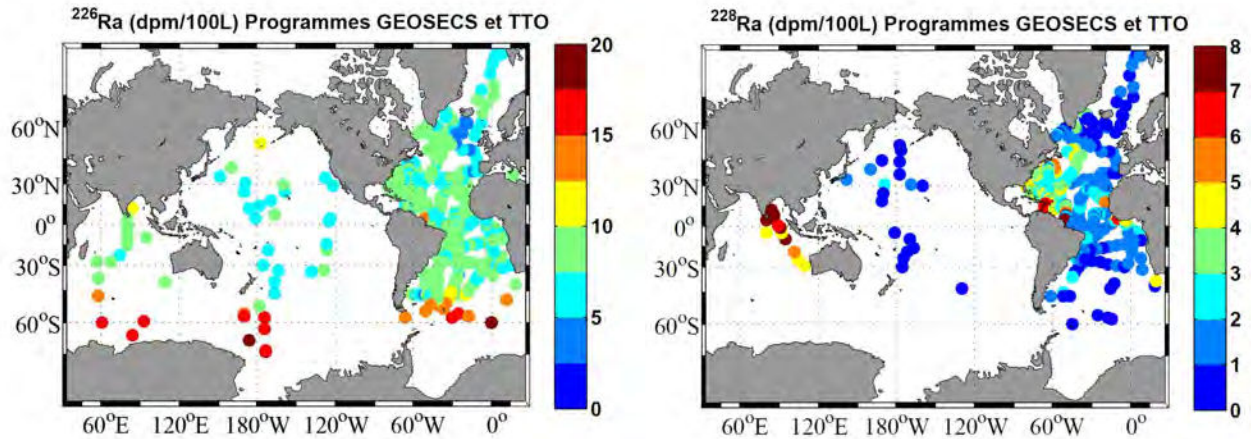 ²²⁶Ra (dpm/100L) Programmes GEOSECS et TTO
20
15
10
5
0
60°N
30°N
0°
30°S
60°S
60°E 120°E 180°W 120°W 60°W 0°
²²⁸Ra (dpm/100L) Programmes GEOSECS et TTO
8
7
6
5
4
3
2
1
0
60°N
30°N
0°
30°S
60°S
60°E 120°E 180°W 120°W 60°W 0°